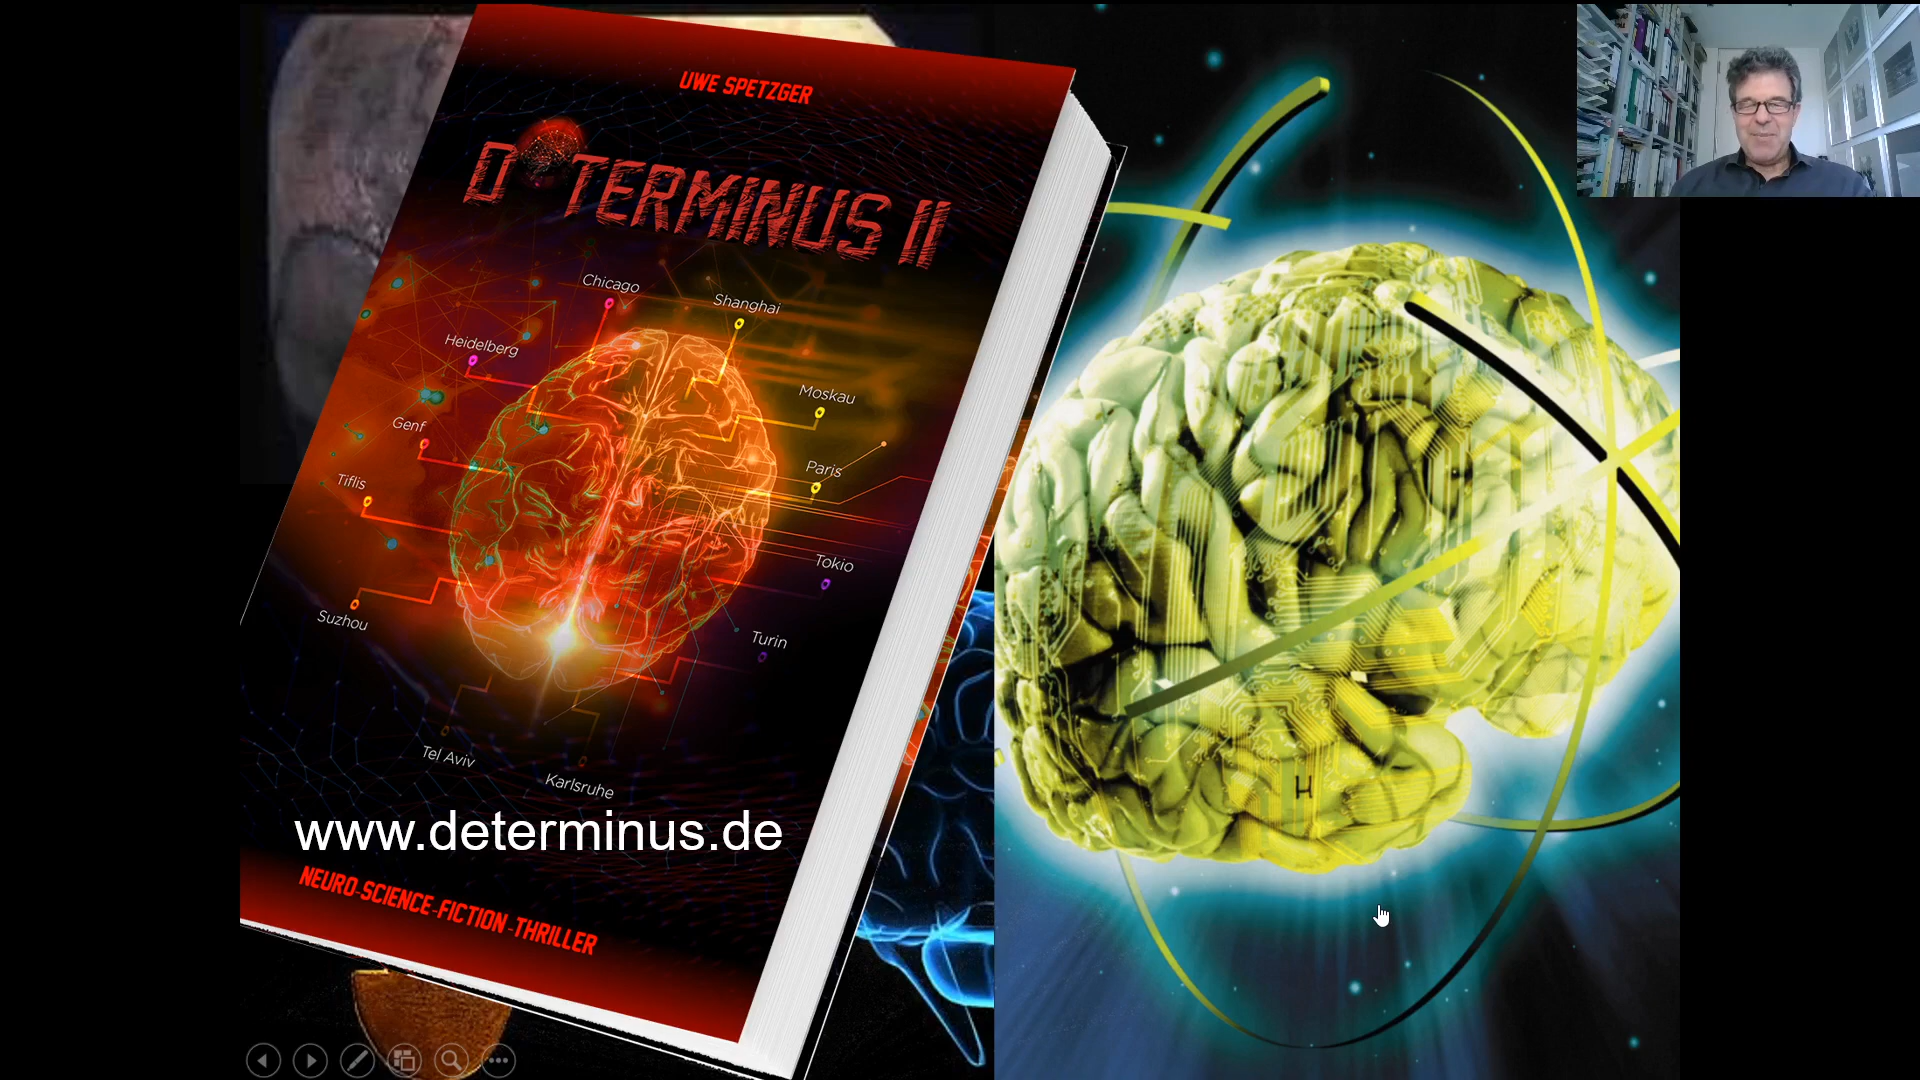 UWE SPETZGER
D TERMINUS II
Chicago
Shanghai
Heidelberg
Moskau
Genf
Paris
Tiflis
Tokio
Suzhou
Turin
Tel Aviv
Karlsruhe
www.determinus.de
NEURO-SCIENCE-FICTION-THRILLER
H